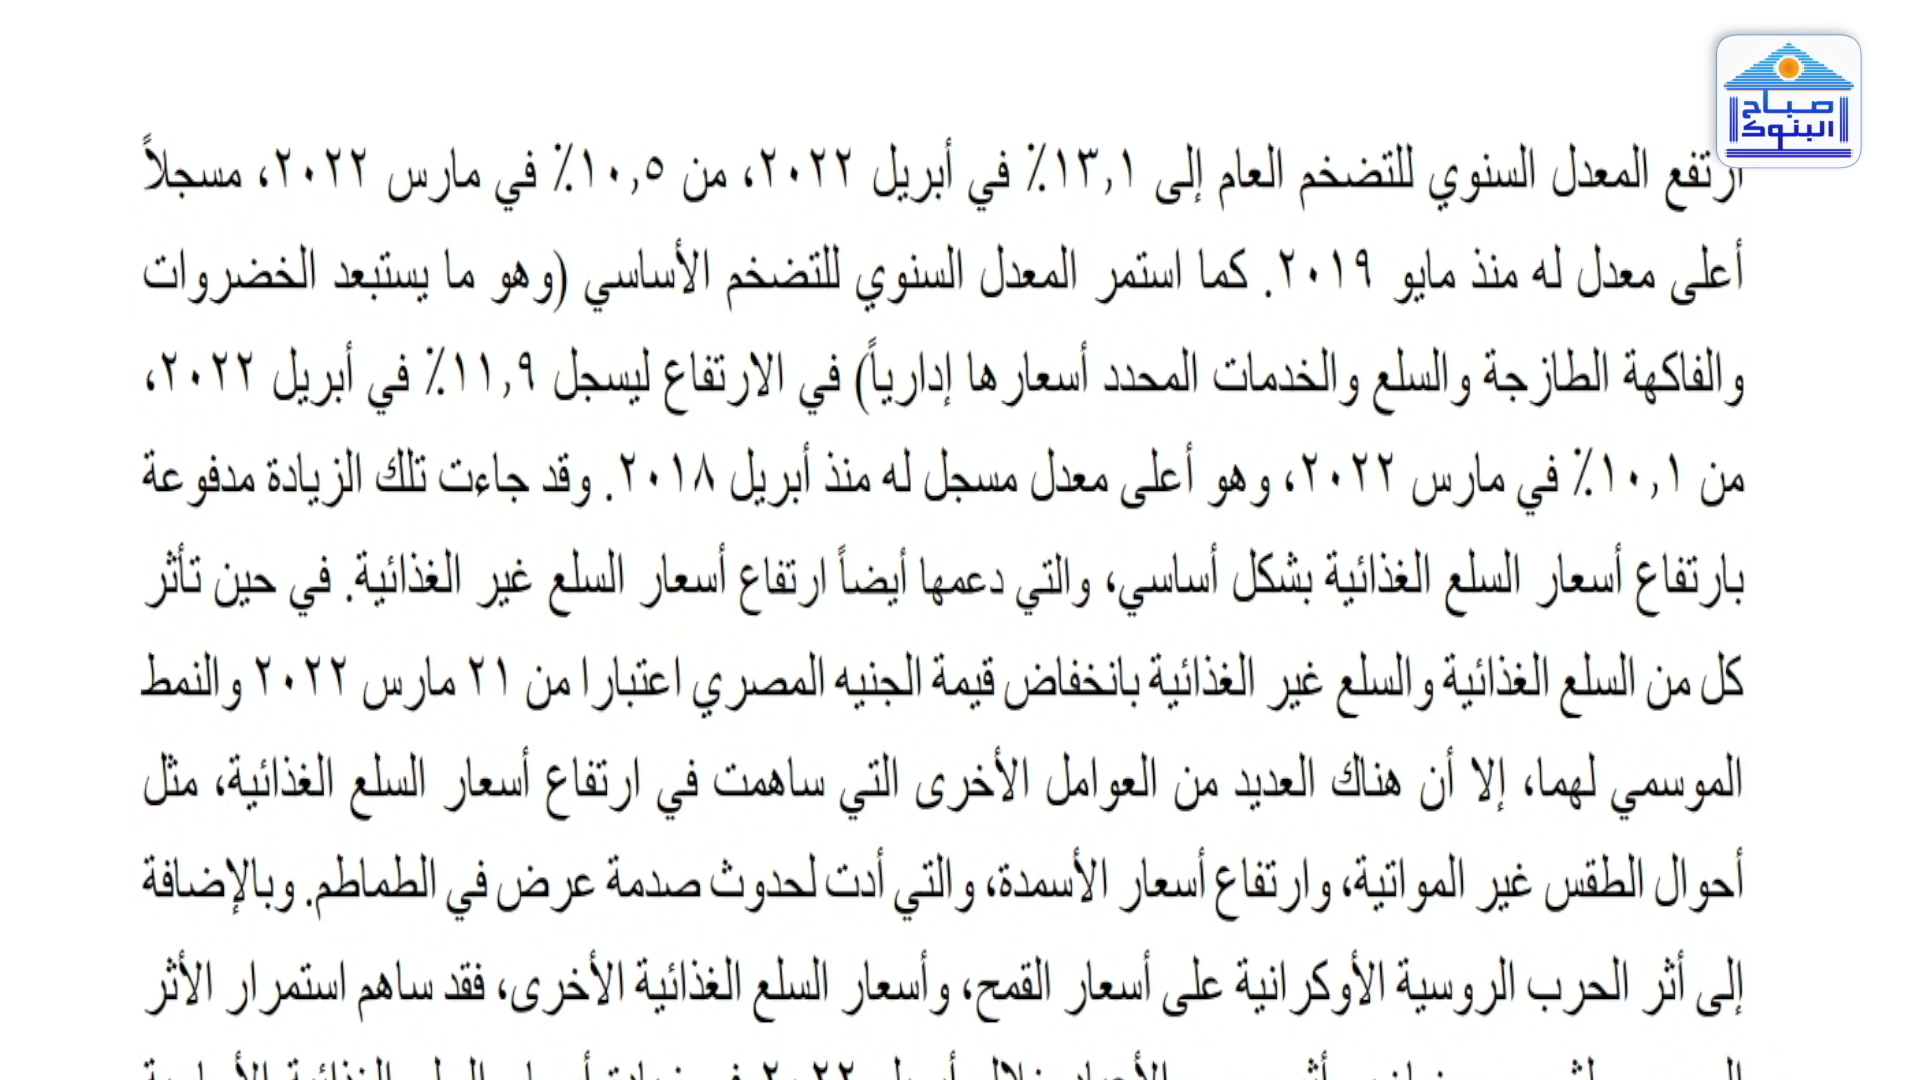 صباح
البنوك
ارتفع المعدل السنوي للتضخم العام إلى ١٣,١٪ في أبريل ٢٠٢٢، من ١٠,٥٪ في مارس ٢٠٢٢، مسجلاً
أعلى معدل له منذ مايو ٢٠١٩. كما استمر المعدل السنوي للتضخم الأساسي (وهو ما يستبعد الخضروات
والفاكهة الطازجة والسلع والخدمات المحدد أسعارها إدارياً) في الارتفاع ليسجل ١١,٩٪ في أبريل ٢٠٢٢،
من ١٠,١٪ في مارس ٢٠٢٢، وهو أعلى معدل مسجل له منذ أبريل ٢٠١٨. وقد جاءت تلك الزيادة مدفوعة
بارتفاع أسعار السلع الغذائية بشكل أساسي، والتي دعمها أيضاً ارتفاع أسعار السلع غير الغذائية. في حين تأثر
كل من السلع الغذائية والسلع غير الغذائية بانخفاض قيمة الجنيه المصري اعتبارا من ٢١ مارس ٢٠٢٢ والنمط
الموسمي لهما، إلا أن هناك العديد من العوامل الأخرى التي ساهمت في ارتفاع أسعار السلع الغذائية، مثل
أحوال الطقس غير المواتية، وارتفاع أسعار الأسمدة، والتي أدت لحدوث صدمة عرض في الطماطم. وبالإضافة
إلى أثر الحرب الروسية الأوكرانية على أسعار القمح، وأسعار السلع الغذائية الأخرى، فقد ساهم استمرار الأثر